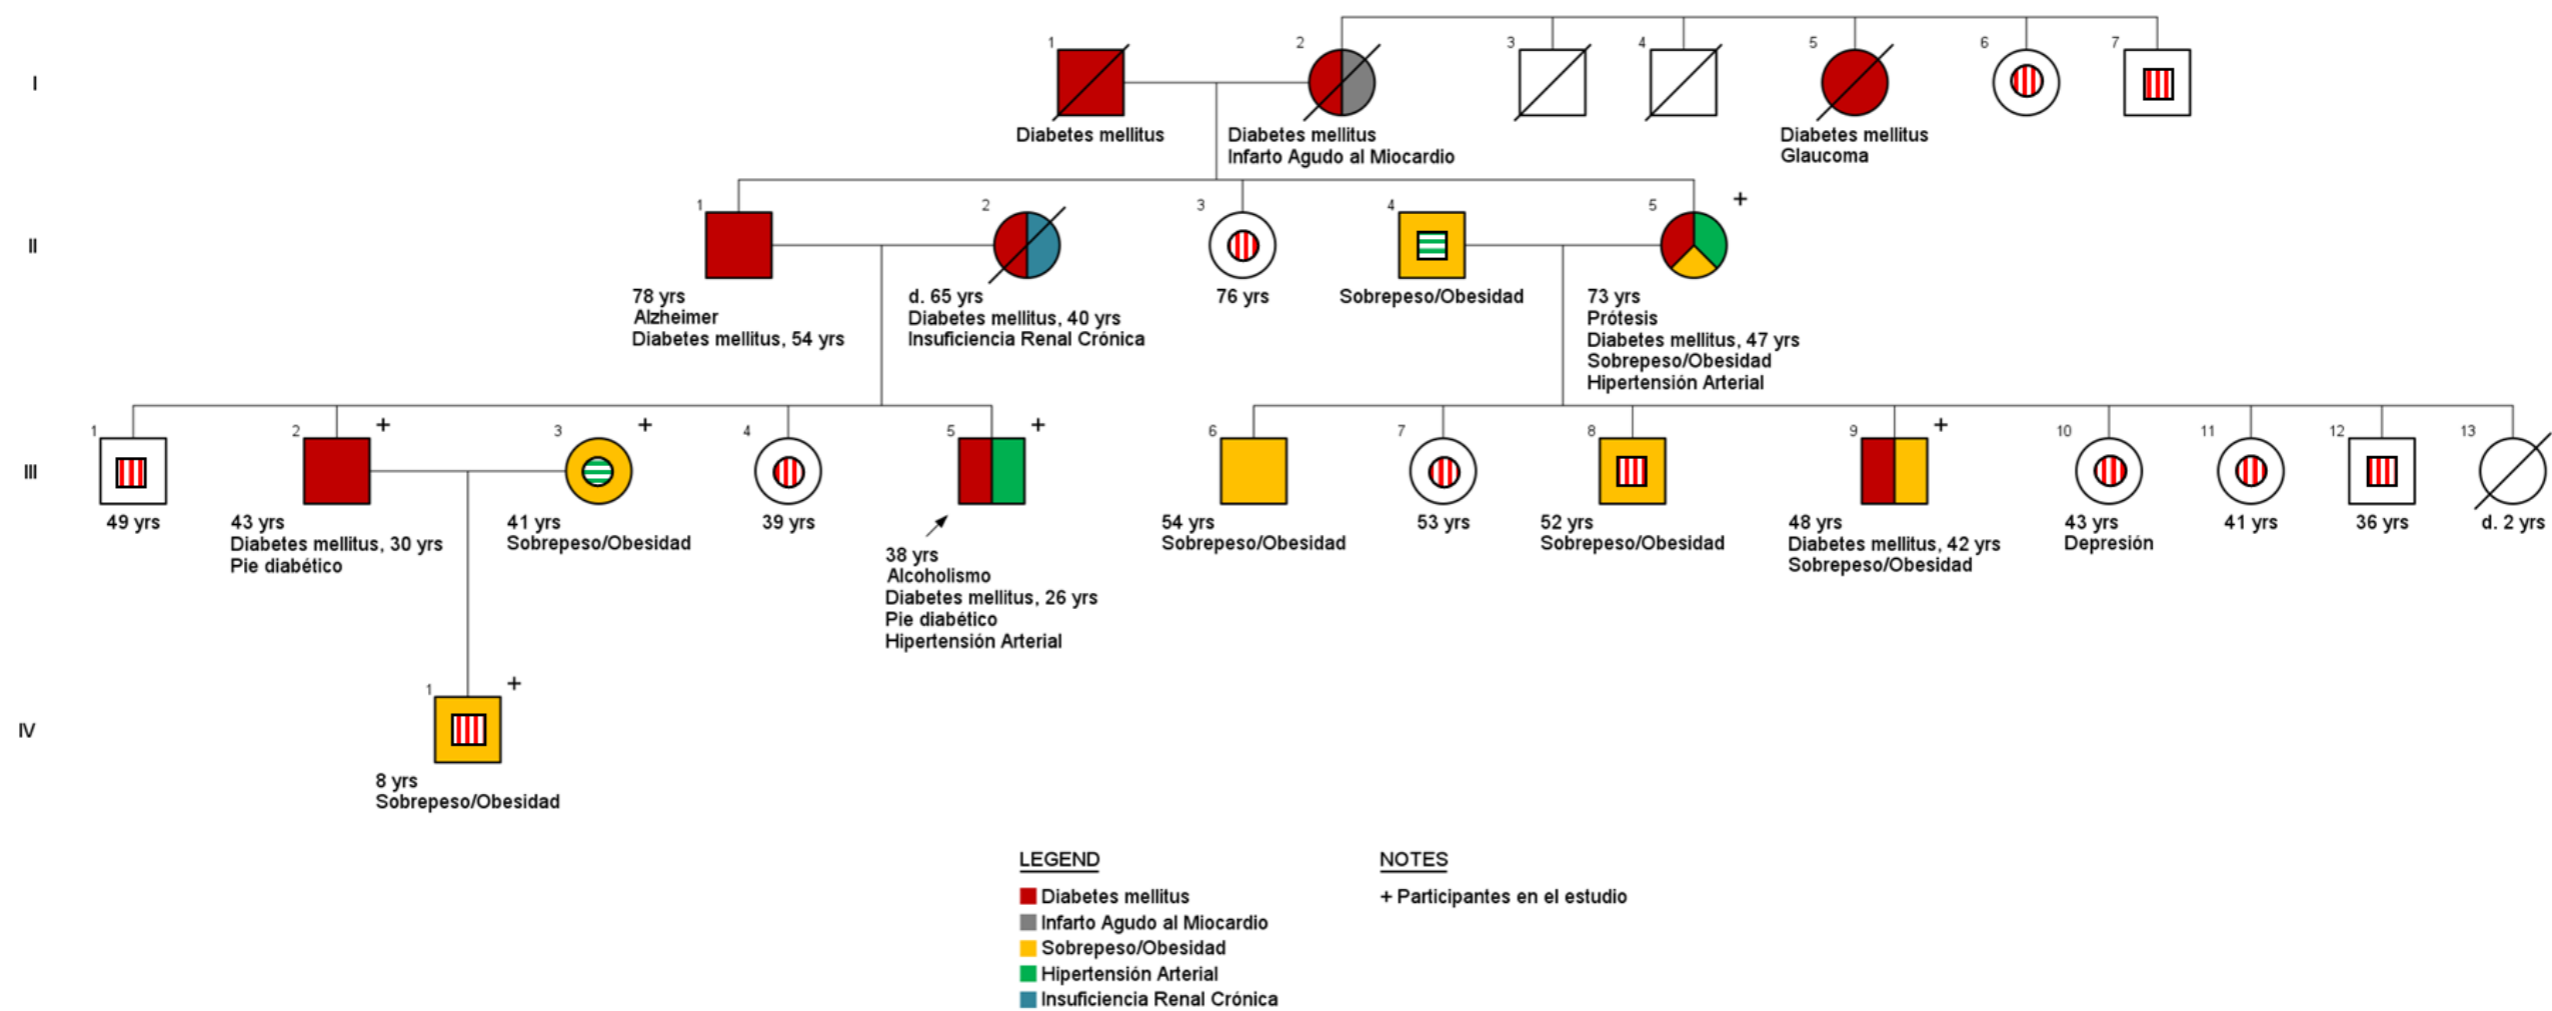 1
2
3
4
5
6
7
I
Diabetes mellitus
Diabetes mellitus
Infarto Agudo al Miocardio
Diabetes mellitus
Glaucoma
1
2
3
4
5
+
II
78 yrs
Alzheimer
Diabetes mellitus, 54 yrs
d. 65 yrs
Diabetes mellitus, 40 yrs
Insuficiencia Renal Crónica
76 yrs
Sobrepeso/Obesidad
73 yrs
Prótesis
Diabetes mellitus, 47 yrs
Sobrepeso/Obesidad
Hipertensión Arterial
1
2
+
3
+
4
5
+
6
7
8
9
+
10
11
12
13
III
49 yrs
43 yrs
Diabetes mellitus, 30 yrs
Pie diabético
41 yrs
Sobrepeso/Obesidad
39 yrs
38 yrs
Alcoholismo
Diabetes mellitus, 26 yrs
Pie diabético
Hipertensión Arterial
54 yrs
Sobrepeso/Obesidad
53 yrs
52 yrs
Sobrepeso/Obesidad
48 yrs
Diabetes mellitus, 42 yrs
Sobrepeso/Obesidad
43 yrs
Depresión
41 yrs
36 yrs
d. 2 yrs
1
+
IV
8 yrs
Sobrepeso/Obesidad
LEGEND
Diabetes mellitus
Infarto Agudo al Miocardio
Sobrepeso/Obesidad
Hipertensión Arterial
Insuficiencia Renal Crónica
NOTES
+ Participantes en el estudio